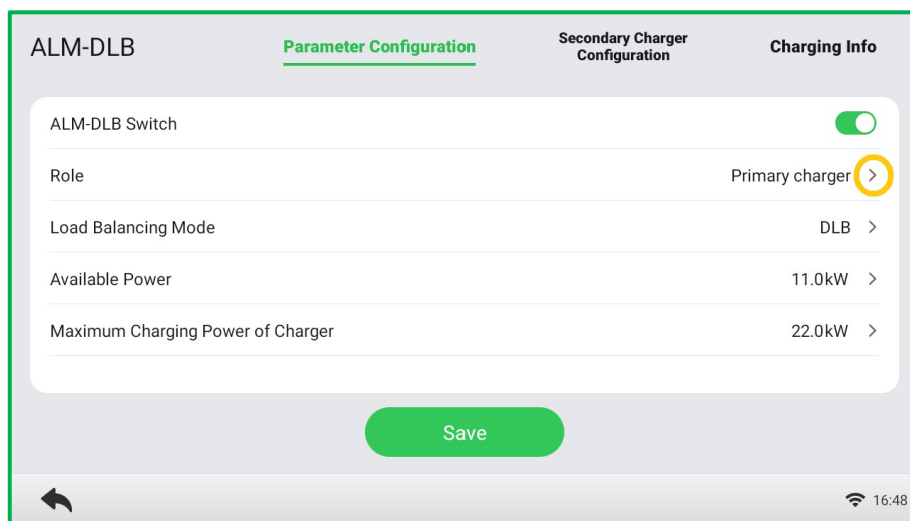 ALM-DLB
Parameter Configuration
Secondary Charger
Configuration
Charging Info
ALM-DLB Switch
Role
Primary charger
Load Balancing Mode
DLB
Available Power
11.0kW
Maximum Charging Power of Charger
22.0kW
Save
16:48